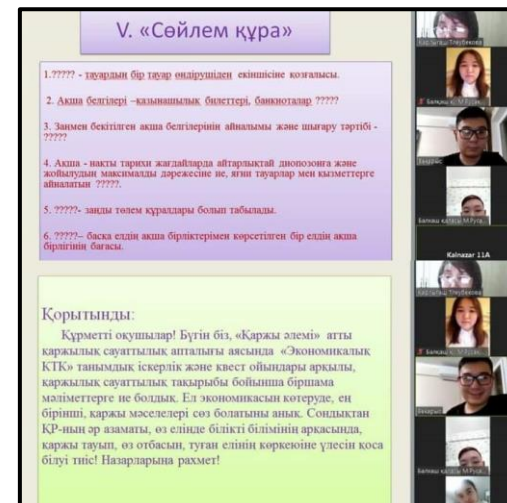 V. «Сөйлем құра»
1.????? - тауардың бір тауар өндірушіден екіншісіне қозғалысы.
2. Ақша белгілері –қазынашылық билеттері, банкноталар ?????
3. Заңмен бекітілген ақша белгілерінің айналымы және шығару тәртібі -
?????
4. Ақша - нақты тарихи жағдайларда айтарлықтай диопозонға және
жойылудың максималды дәрежесіне ие, яғни тауарлар мен қызметтерге
айналатын ?????.
5. ?????- заңды төлем құралдары болып табылады.
6. ?????– басқа елдің ақша бірліктерімен көрсетілген бір елдің ақша
бірлігінің бағасы.
Қорытынды:
Құрметті оқушылар! Бүгін біз, «Қаржы әлемі» атты
қаржылық сауаттылық апталығы аясында «Экономикалық
КТК» танымдық іскерлік және квест ойындары арқылы,
қаржылық сауаттылық тақырыбы бойынша біршама
мәліметтерге ие болдық. Ел экономикасын көтеруде, ең
бірінші, қаржы мәселелері сөз болатыны анық. Сондықтан
ҚР-ның әр азаматы, өз елінде білікті білімінің арқасында,
қаржы тауып, өз отбасын, туған елінің көркеюіне үлесін қоса
білуі тиіс! Назарларыңа рахмет!
Kalnazar 11A